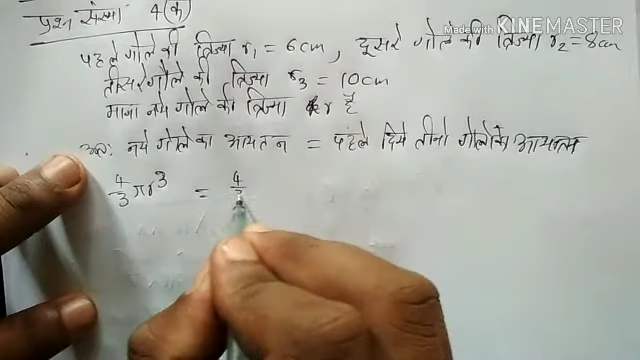 Made with KINEMASTER
प्रश्न संख्या 4 (क)
पहले गोले की त्रिज्या r₁ = 6cm, दूसरे गोले की त्रिज्या r₂ = 8cm
तीसरे गोले की त्रिज्या r₃ = 10cm
माना नये गोले की त्रिज्या r है
अतः नये गोले का आयतन = पहले दिये तीनो गोलो के आयतन
4/3 πr³ = 4/3